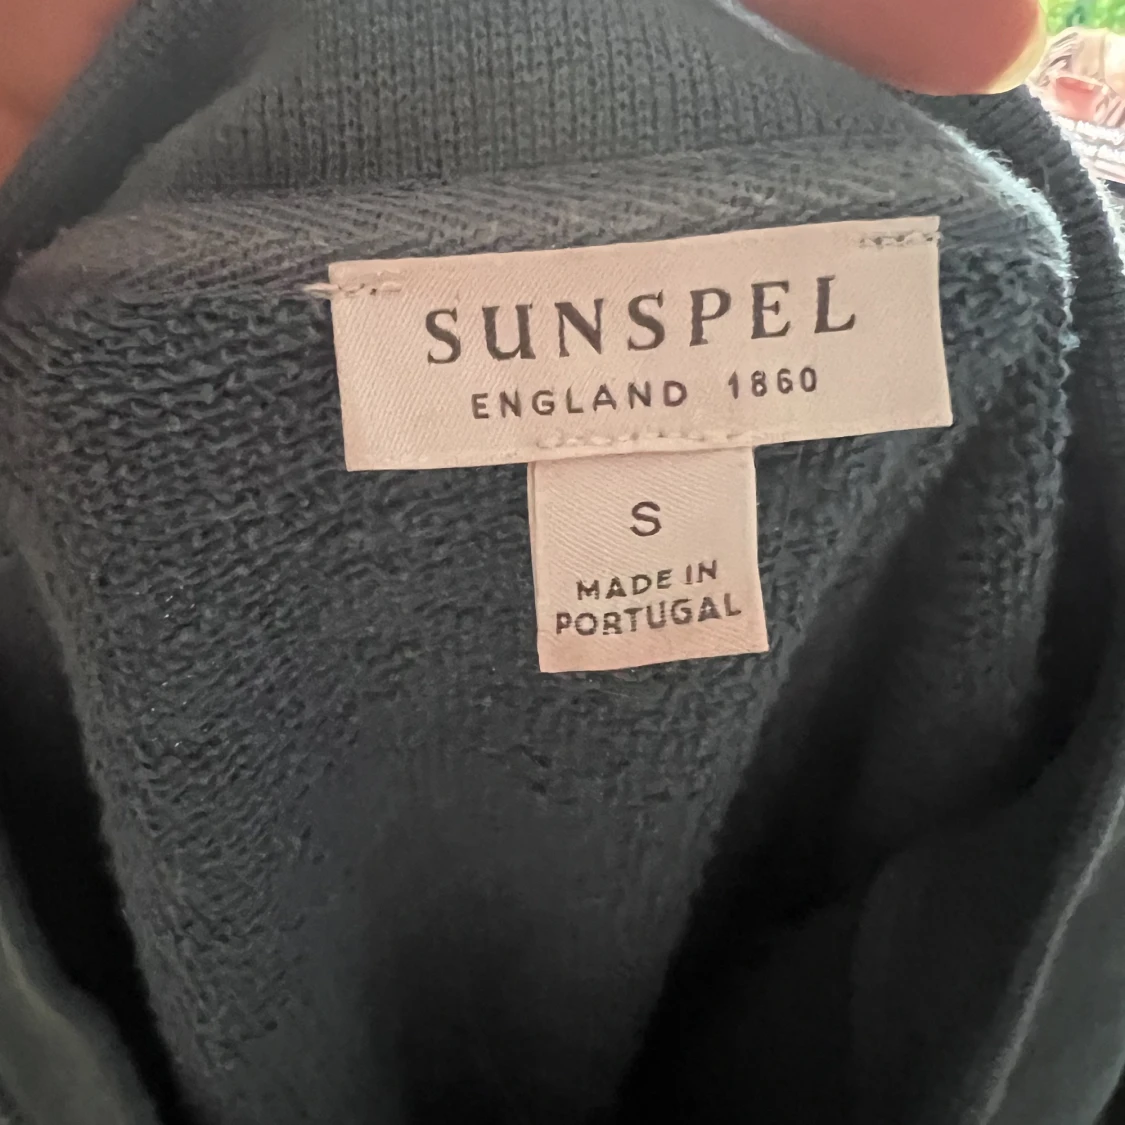 SUNSPEL
ENGLAND 1860
S
MADE IN
PORTUGAL